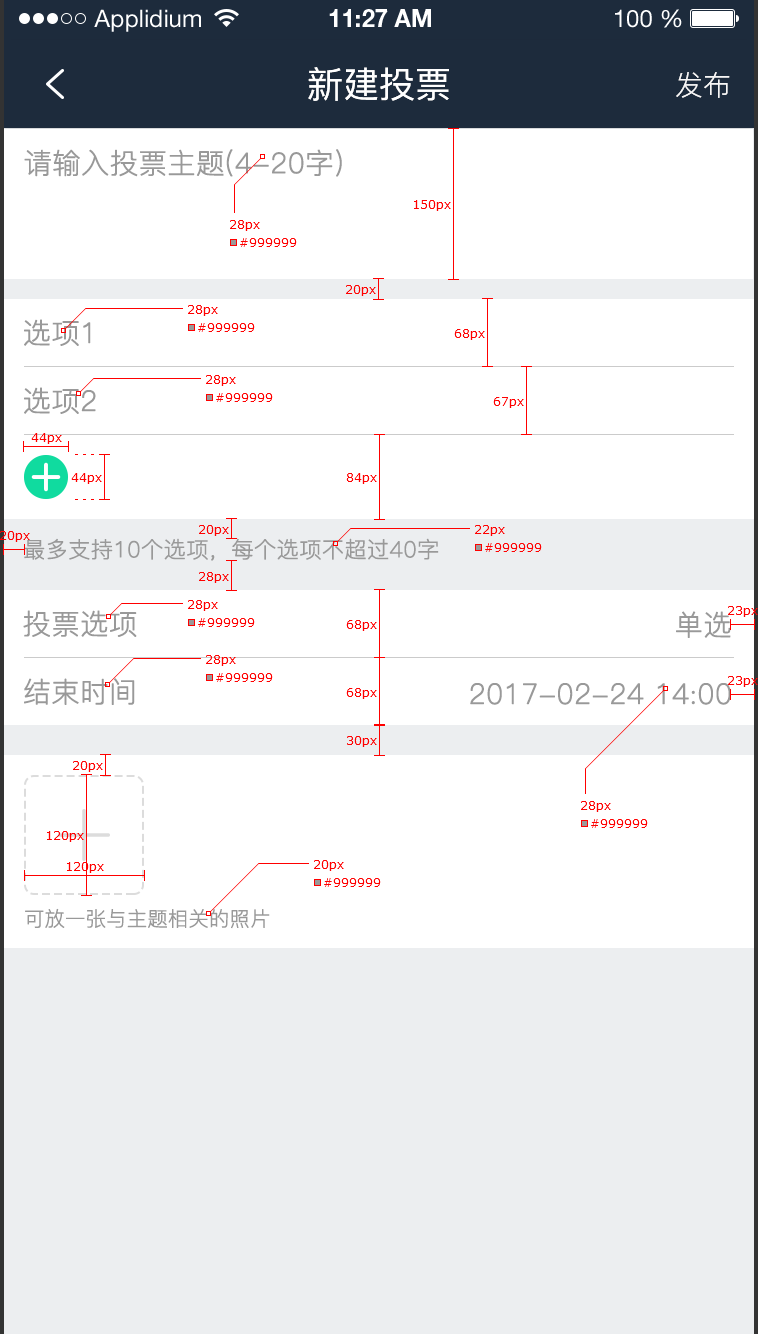 Applidium 11:27 AM 100 %
新建投票 发布
请输入投票主题(4-20字)
150px
28px
#999999
20px
28px
#999999
选项1
68px
28px
#999999
选项2
67px
44px
44px
84px
20px
22px
#999999
20px
最多支持10个选项，每个选项不超过40字
28px
28px
#999999
投票选项
68px
单选
23px
28px
#999999
结束时间
68px
2017-02-24 14:00
23px
30px
20px
28px
#999999
120px
120px
20px
#999999
可放一张与主题相关的照片